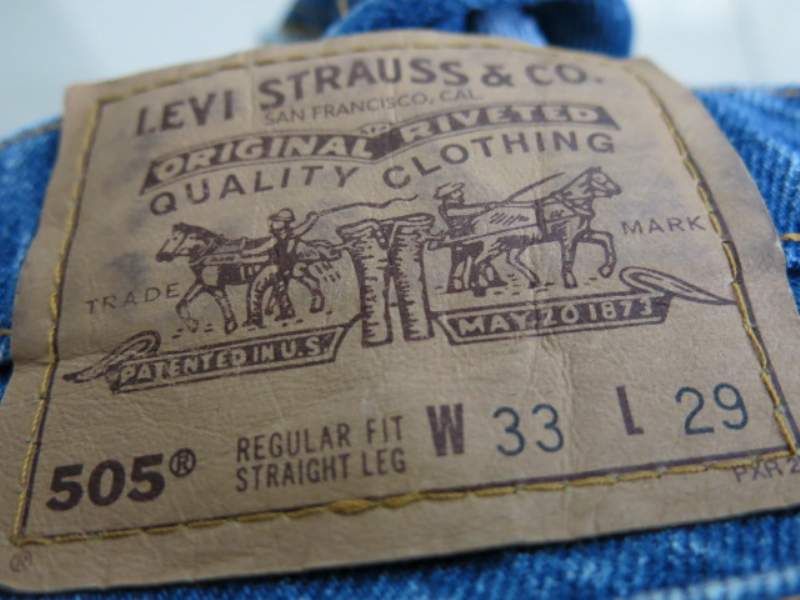 LEVI STRAUSS & CO.
SAN FRANCISCO, CAL.
ORIGINAL RIVETED
QUALITY CLOTHING
TRADE MARK
PATENTED IN U.S. MAY 20 1873
505® REGULAR FIT W 33 L 29
STRAIGHT LEG